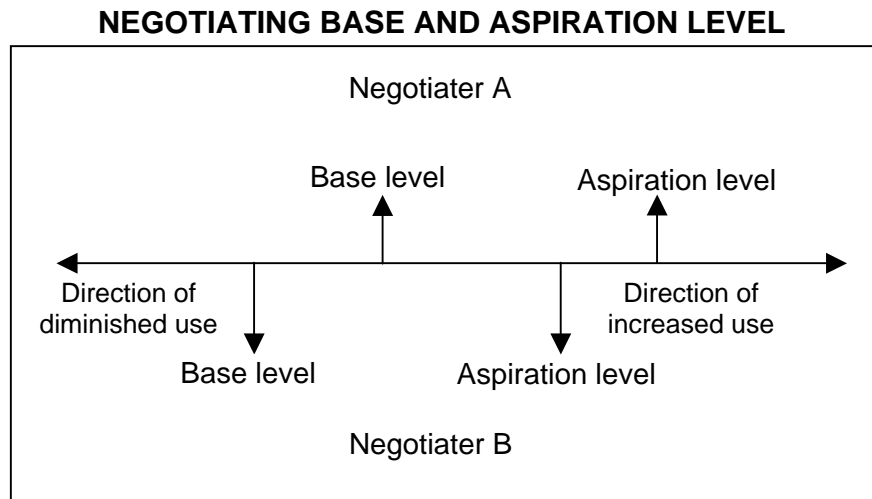 NEGOTIATING BASE AND ASPIRATION LEVEL
Negotiater A
Base level
Aspiration level
Direction of
diminished use
Direction of
increased use
Base level
Aspiration level
Negotiater B